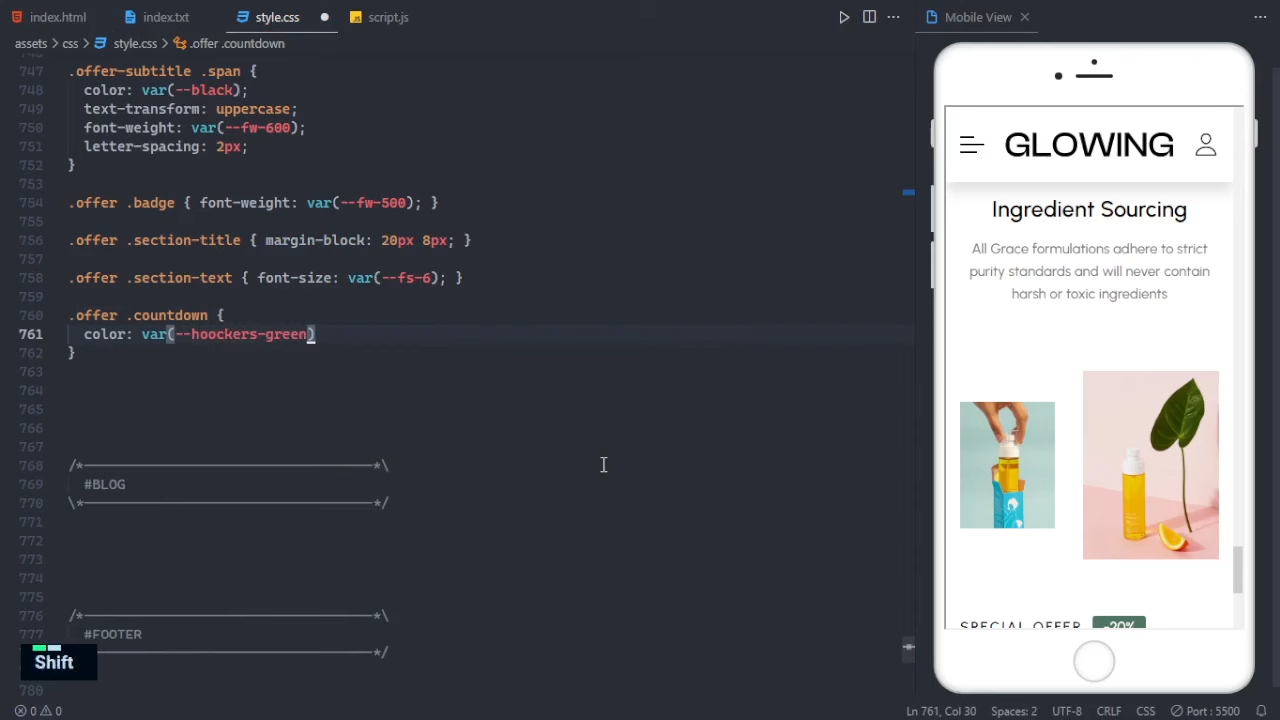 index.html index.txt style.css script.js
assets > css > style.css > .offer .countdown
747 .offer-subtitle .span {
748 color: var(--black);
749 text-transform: uppercase;
750 font-weight: var(--fw-600);
751 letter-spacing: 2px;
752 }
753
754 .offer .badge { font-weight: var(--fw-500); }
755
756 .offer .section-title { margin-block: 20px 8px; }
757
758 .offer .section-text { font-size: var(--fs-6); }
759
760 .offer .countdown {
761 color: var(--hoockers-green)
762 }
763
764
765
766
767
768 /*-----------------------------------*\
769 #BLOG
770 \*-----------------------------------*/
771
772
773
774
775
776 /*-----------------------------------*\
777 #FOOTER
-----------------------------------*/
780
Shift
0 0
Mobile View
GLOWING
Ingredient Sourcing
All Grace formulations adhere to strict
purity standards and will never contain
harsh or toxic ingredients
SPECIAL OFFER -20%
Ln 761, Col 30 Spaces: 2 UTF-8 CRLF CSS Port : 5500